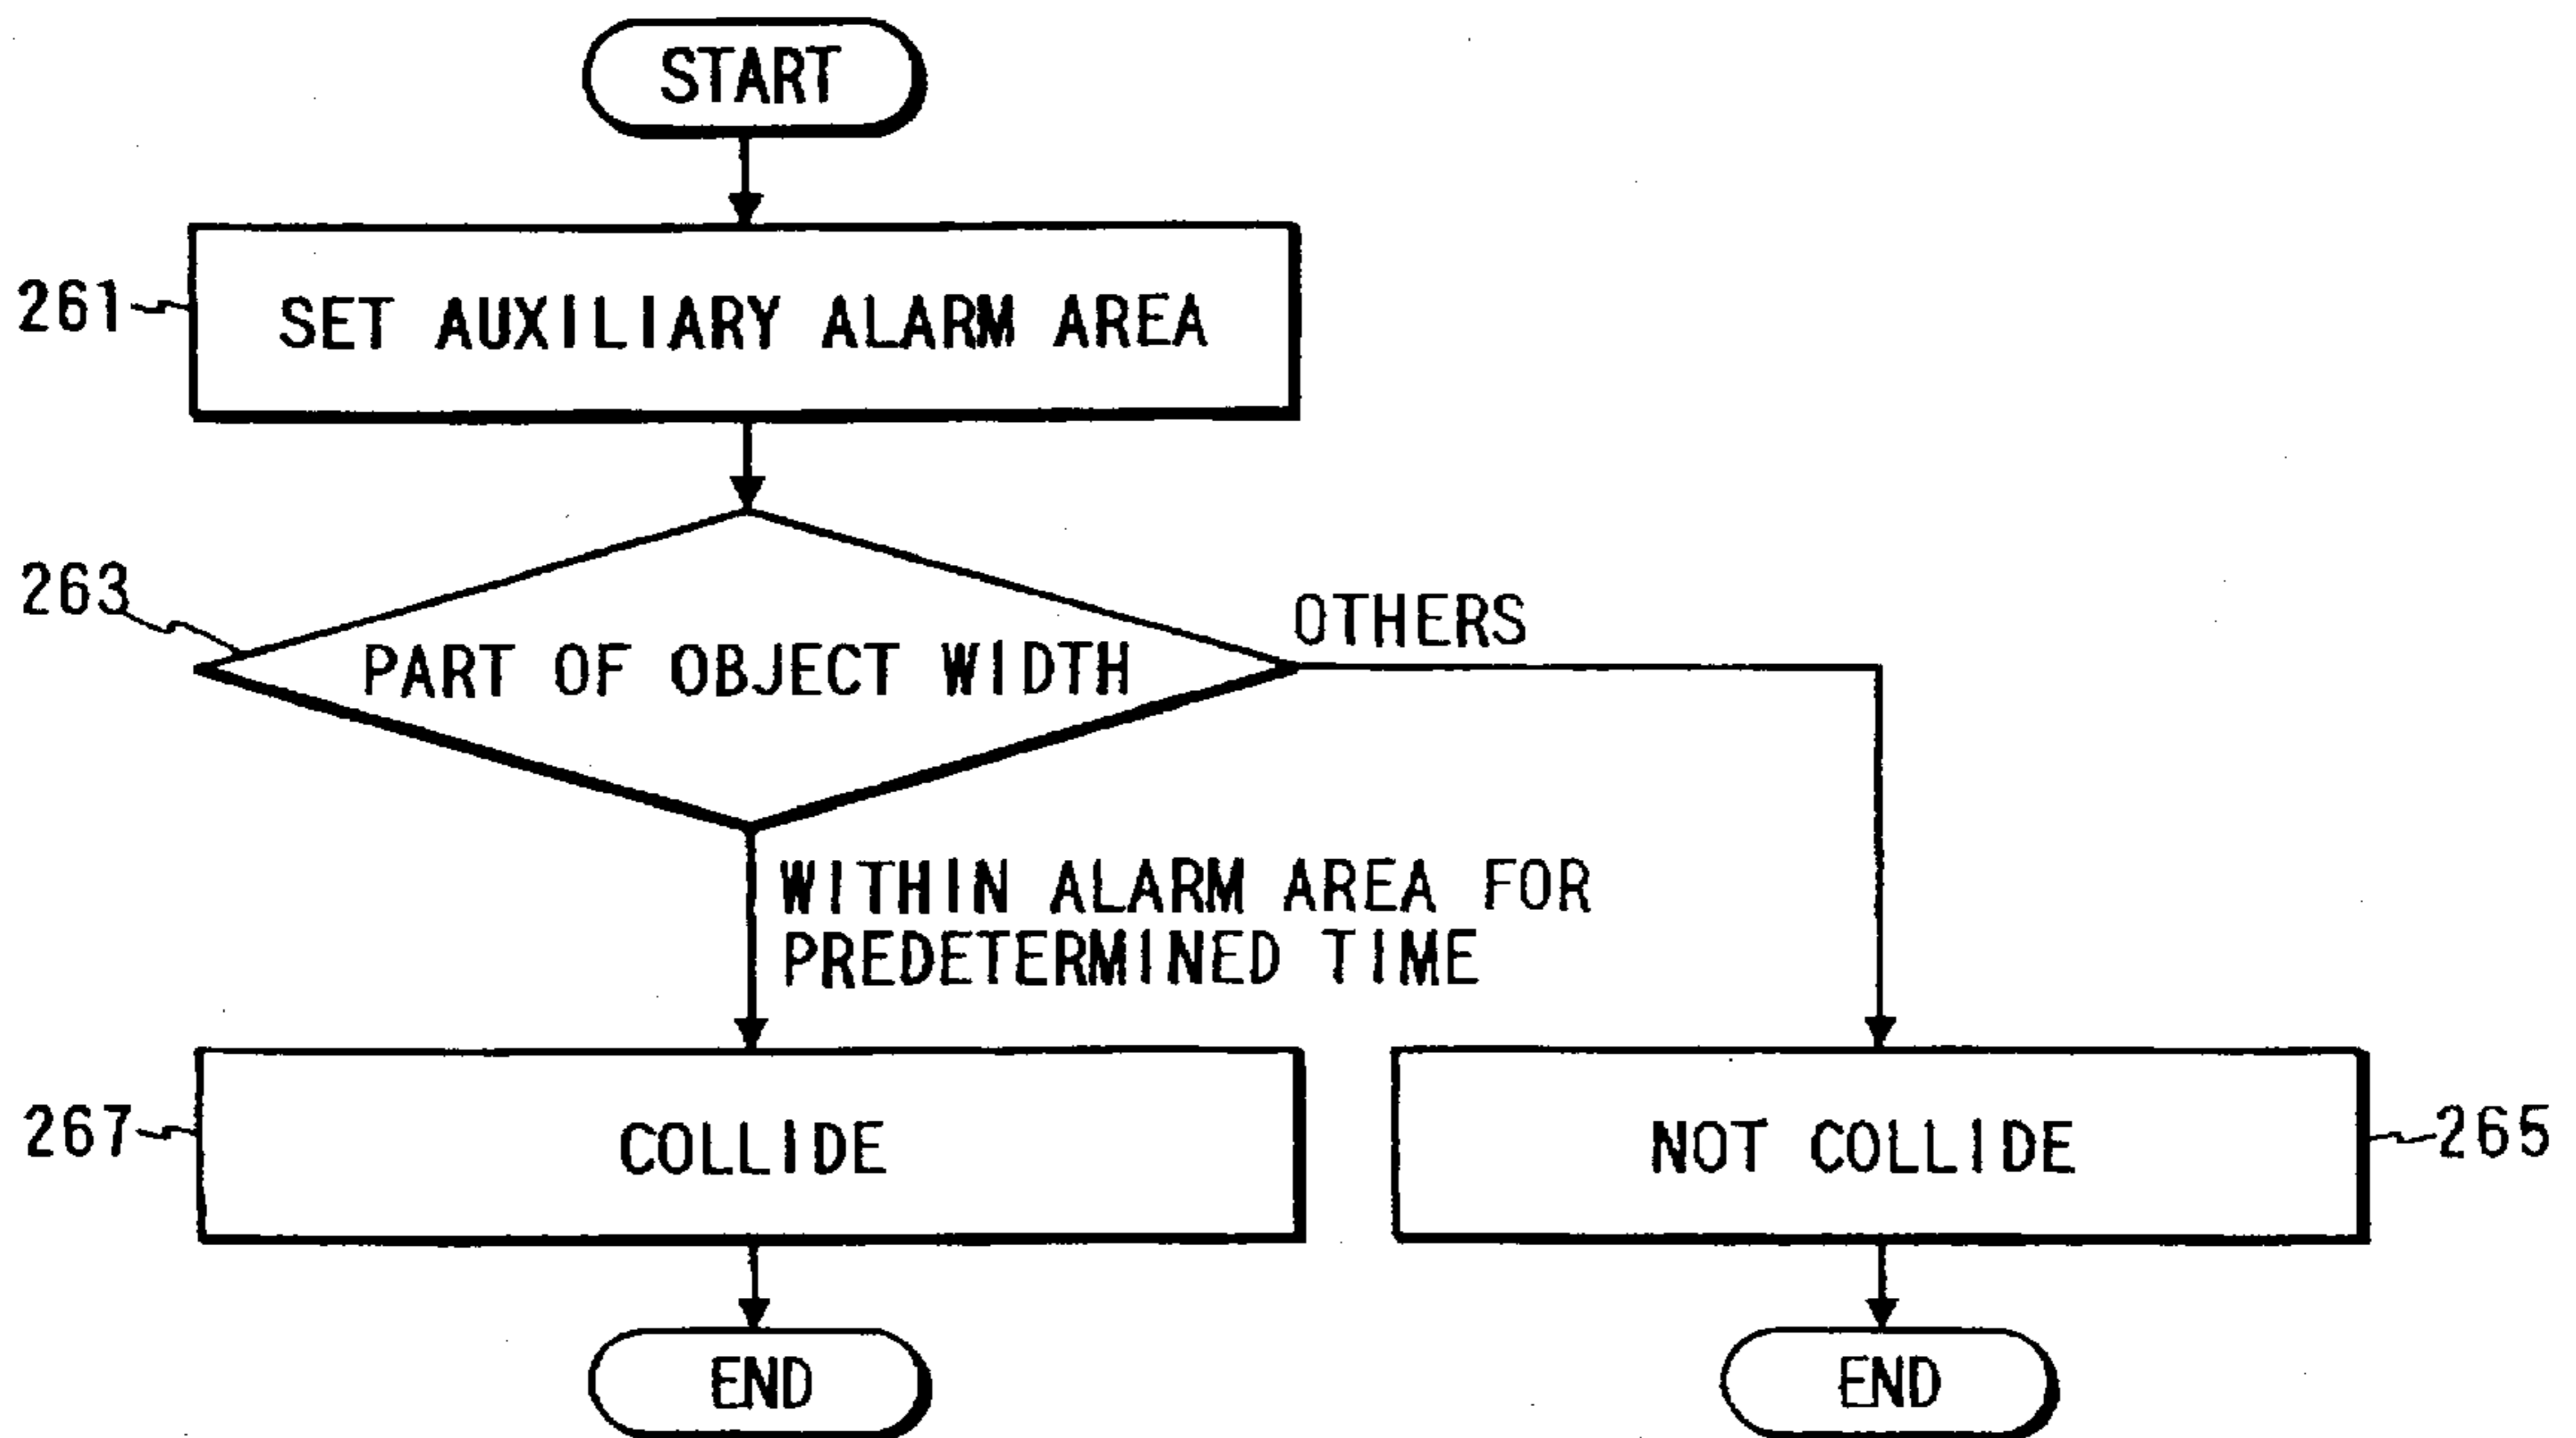 START
261
SET AUXILIARY ALARM AREA
263
PART OF OBJECT WIDTH
OTHERS
WITHIN ALARM AREA FOR
PREDETERMINED TIME
267
COLLIDE
NOT COLLIDE
265
END
END